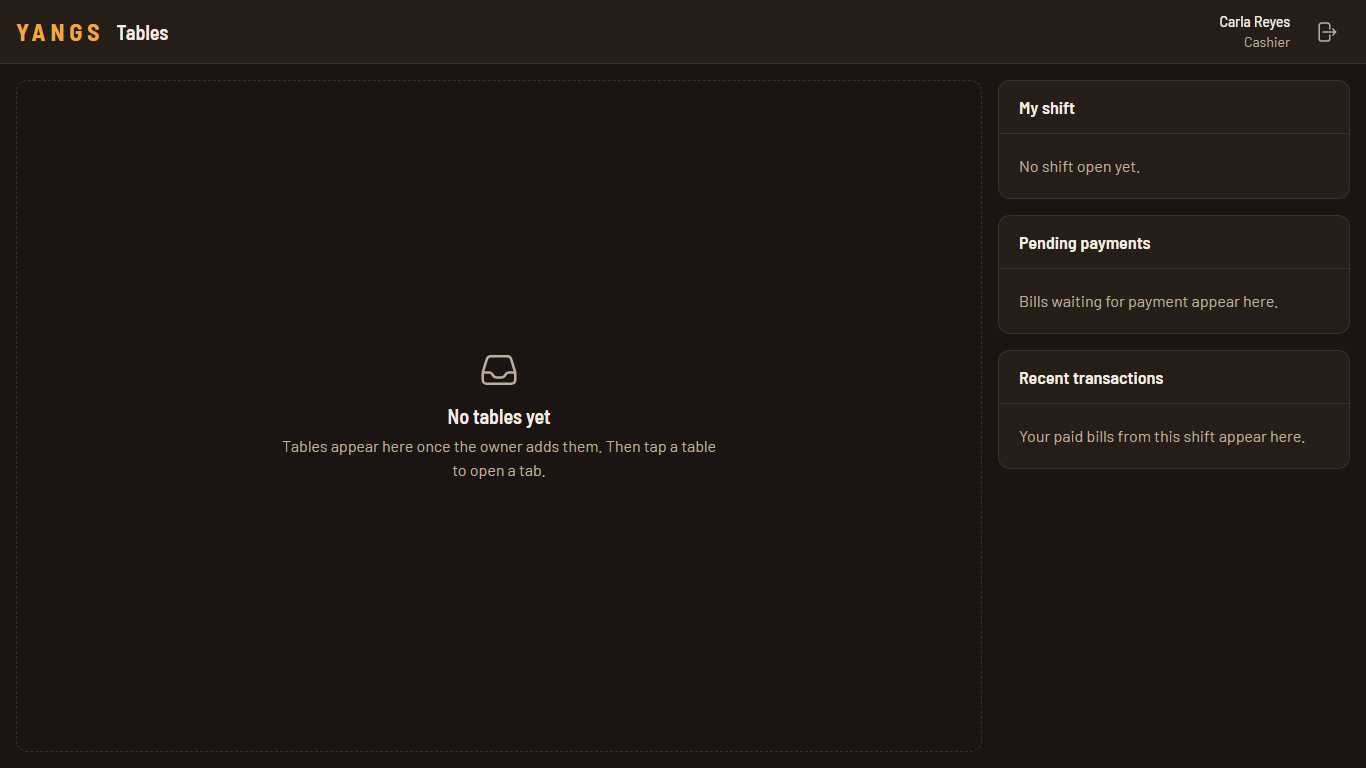 YANGS Tables
Carla Reyes
Cashier
No tables yet
Tables appear here once the owner adds them. Then tap a table
to open a tab.
My shift
No shift open yet.
Pending payments
Bills waiting for payment appear here.
Recent transactions
Your paid bills from this shift appear here.